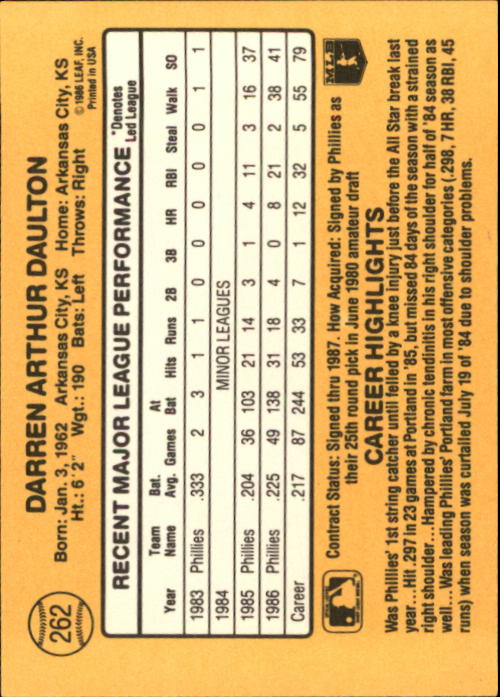 262
DARREN ARTHUR DAULTON
Born: Jan. 3, 1962 Arkansas City, KS Home: Arkansas City, KS
Ht.: 6'2" Wgt.: 190 Bats: Left Throws: Right
© 1986 LEAF, INC.
Printed in USA
RECENT MAJOR LEAGUE PERFORMANCE
*Denotes
Led League
Year Team Name Bat. Avg. Games At Bat Hits Runs 2B 3B HR RBI Steal Walk SO
1983 Phillies .333 2 3 1 1 0 0 0 0 0 1 1
1984 MINOR LEAGUES
1985 Phillies .204 36 103 21 14 3 1 4 11 3 16 37
1986 Phillies .225 49 138 31 18 4 0 8 21 2 38 41
Career .217 87 244 53 33 7 1 12 32 5 55 79
Contract Status: Signed thru 1987. How Acquired: Signed by Phillies as
their 25th round pick in June 1980 amateur draft
MLB
CAREER HIGHLIGHTS
Was Phillies' 1st string catcher until felled by a knee injury just before the All Star break last
year...Hit .297 in 23 games at Portland in '85, but missed 84 days of the season with a strained
right shoulder...Hampered by chronic tendinitis in his right shoulder for half of '84 season as
well...Was leading Phillies' Portland farm in most offensive categories (.298, 7 HR, 38 RBI, 45
runs) when season was curtailed July 19 of '84 due to shoulder problems.